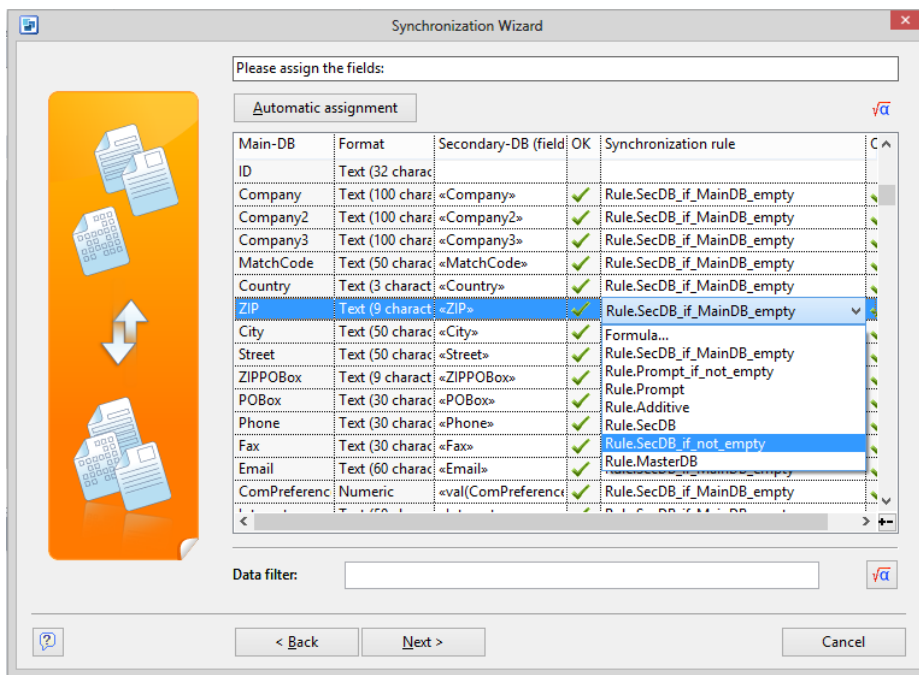 Synchronization Wizard
Please assign the fields:
Automatic assignment
√α
Main-DB Format Secondary-DB (field OK Synchronization rule
ID Text (32 charac
Company Text (100 chara «Company» Rule.SecDB_if_MainDB_empty
Company2 Text (100 chara «Company2» Rule.SecDB_if_MainDB_empty
Company3 Text (100 chara «Company3» Rule.SecDB_if_MainDB_empty
MatchCode Text (50 charac «MatchCode» Rule.SecDB_if_MainDB_empty
Country Text (3 charact «Country» Rule.SecDB_if_MainDB_empty
ZIP Text (9 charact «ZIP» Rule.SecDB_if_MainDB_empty
City Text (50 charac «City»
Street Text (50 charac «Street»
ZIPPOBox Text (9 charact «ZIPPOBox»
POBox Text (30 charac «POBox»
Phone Text (30 charac «Phone»
Fax Text (30 charac «Fax»
Email Text (60 charac «Email»
Formula...
Rule.SecDB_if_MainDB_empty
Rule.Prompt_if_not_empty
Rule.Prompt
Rule.Additive
Rule.SecDB
Rule.SecDB_if_not_empty
Rule.MasterDB
ComPreferenc Numeric «val(ComPreference Rule.SecDB_if_MainDB_empty
Data filter:
√α
< Back Next > Cancel